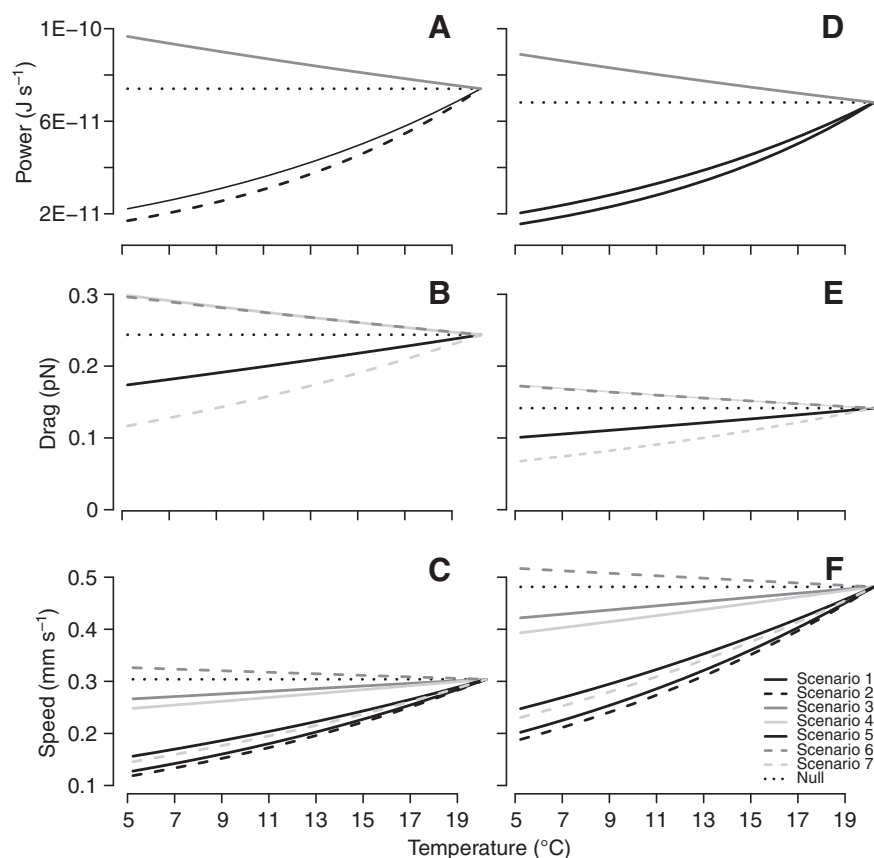 A
D
1E−10
6E−11
2E−11
Power (J s−1)
B
E
0.3
0.2
0.1
0
Drag (pN)
C
F
0.5
0.4
0.3
0.2
0.1
Speed (mm s−1)
Scenario 1
Scenario 2
Scenario 3
Scenario 4
Scenario 5
Scenario 6
Scenario 7
Null
5 7 9 11 13 15 17 19
5 7 9 11 13 15 17 19
Temperature (°C)